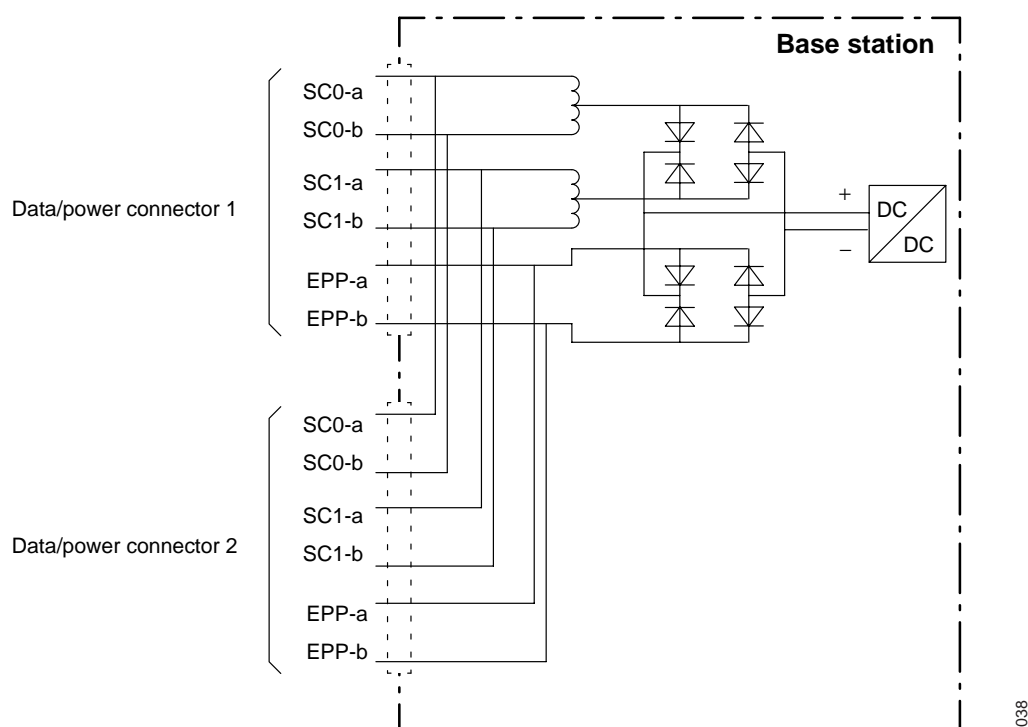 Base station
SC0-a
SC0-b
SC1-a
SC1-b
EPP-a
EPP-b
Data/power connector 1
+
−
DC
DC
SC0-a
SC0-b
SC1-a
SC1-b
EPP-a
EPP-b
Data/power connector 2
038